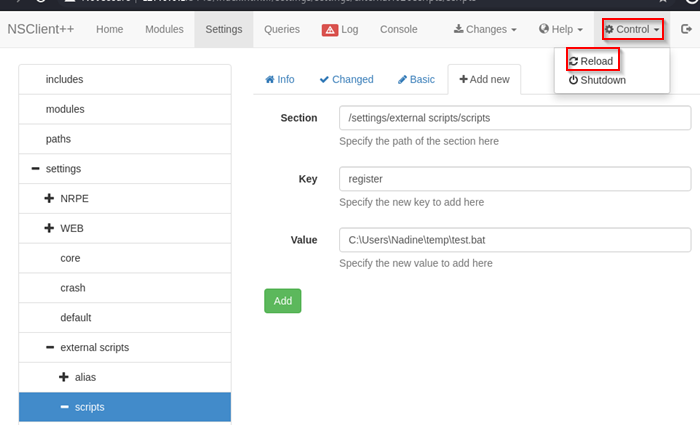 NSClient++ Home Modules Settings Queries Log Console Changes Help Control
Reload
Shutdown
includes
modules
paths
settings
NRPE
WEB
core
crash
default
external scripts
alias
scripts
Info Changed Basic Add new
Section /settings/external scripts/scripts
Specify the path of the section here
Key register
Specify the new key to add here
Value C:\Users\Nadine\temp\test.bat
Specify the new value to add here
Add